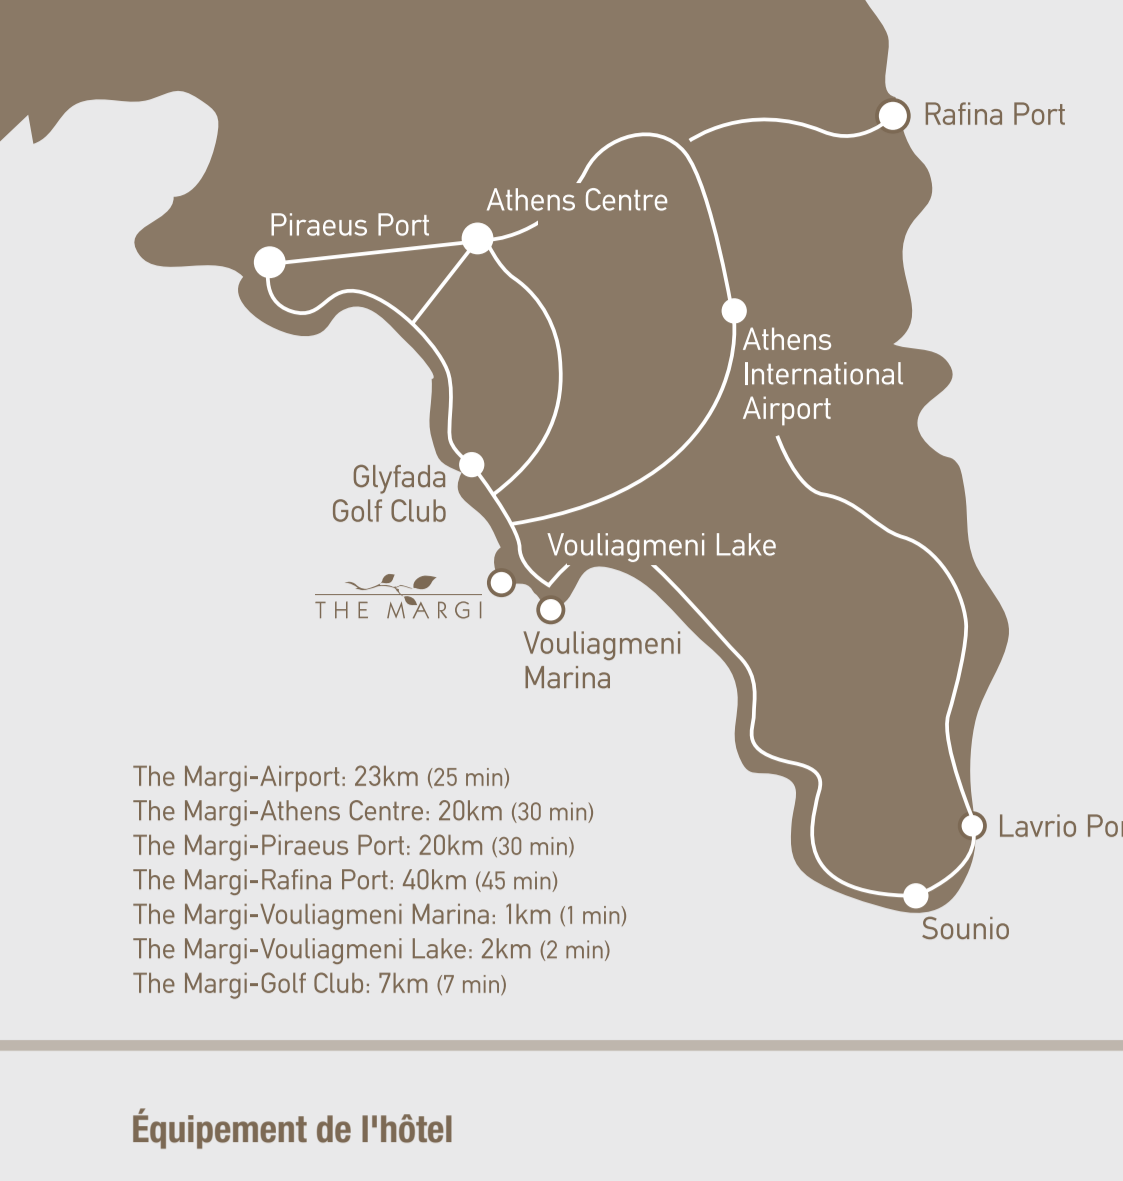 Rafina Port
Athens Centre
Piraeus Port
Athens
International
Airport
Glyfada
Golf Club
Vouliagmeni Lake
THE MARGI
Vouliagmeni
Marina
Lavrio
Sounio
The Margi-Airport: 23km (25 min)
The Margi-Athens Centre: 20km (30 min)
The Margi-Piraeus Port: 20km (30 min)
The Margi-Rafina Port: 40km (45 min)
The Margi-Vouliagmeni Marina: 1km (1 min)
The Margi-Vouliagmeni Lake: 2km (2 min)
The Margi-Golf Club: 7km (7 min)
Équipement de l'hôtel